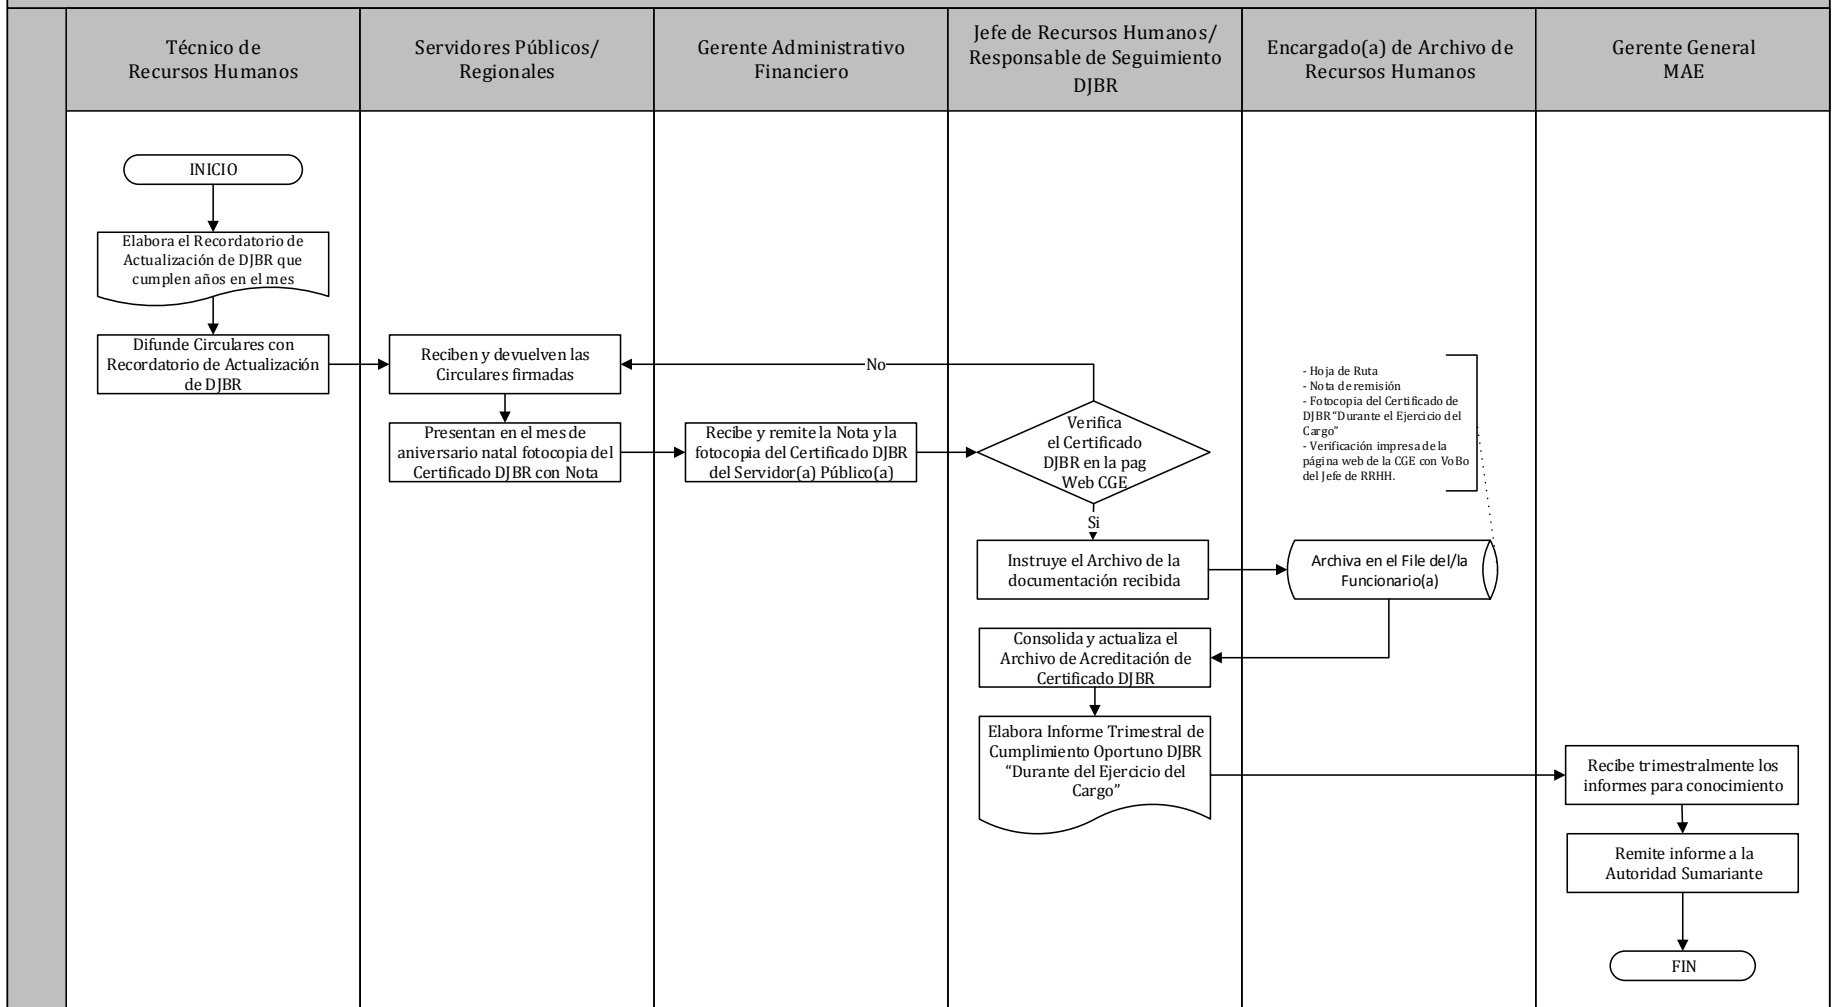 Técnico de
Recursos Humanos
Servidores Públicos/
Regionales
Gerente Administrativo
Financiero
Jefe de Recursos Humanos/
Responsable de Seguimiento
DJBR
Encargado(a) de Archivo de
Recursos Humanos
Gerente General
MAE
INICIO
Elabora el Recordatorio de
Actualización de DJBR que
cumplen años en el mes
Difunde Circulares con
Recordatorio de Actualización
de DJBR
Reciben y devuelven las
Circulares firmadas
No
Presentan en el mes de
aniversario natal fotocopia del
Certificado DJBR con Nota
Recibe y remite la Nota y la
fotocopia del Certificado DJBR
del Servidor(a) Público(a)
Verifica
el Certificado
DJBR en la pag
Web CGE
Si
- Hoja de Ruta
- Nota de remisión
- Fotocopia del Certificado de
DJBR “Durante el Ejercicio del
Cargo”
- Verificación impresa de la
página web de la CGE con VoBo
del Jefe de RRHH.
Instruye el Archivo de la
documentación recibida
Archiva en el File del/la
Funcionario(a)
Consolida y actualiza el
Archivo de Acreditación de
Certificado DJBR
Elabora Informe Trimestral de
Cumplimiento Oportuno DJBR
“Durante del Ejercicio del
Cargo”
Recibe trimestralmente los
informes para conocimiento
Remite informe a la
Autoridad Sumariante
FIN